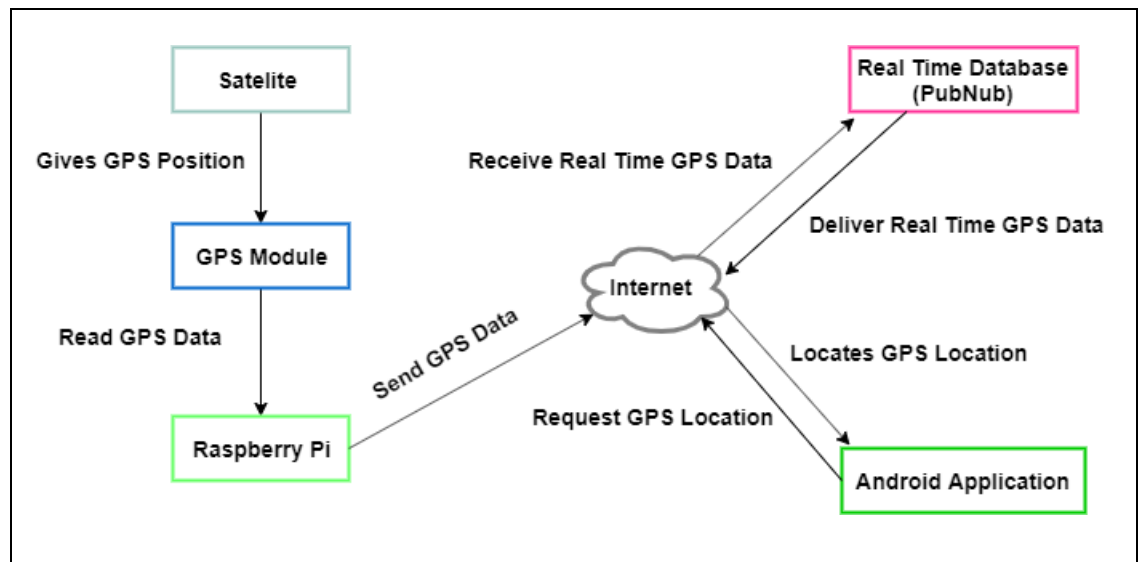 Satelite
Real Time Database
(PubNub)
Gives GPS Position
Receive Real Time GPS Data
Deliver Real Time GPS Data
GPS Module
Internet
Read GPS Data
Send GPS Data
Locates GPS Location
Request GPS Location
Raspberry Pi
Android Application